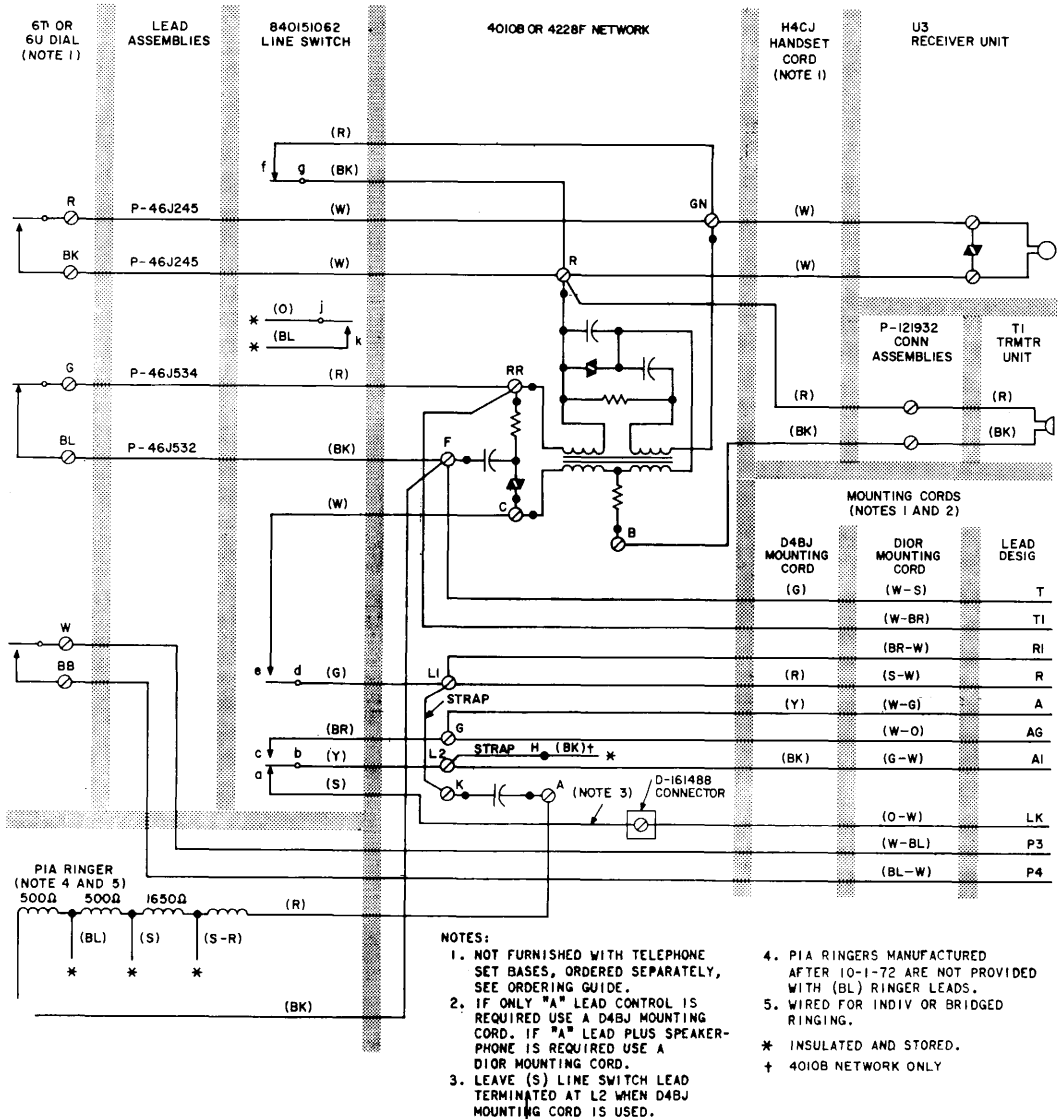 6T OR
6U DIAL
(NOTE 1)
LEAD
ASSEMBLIES
840151062
LINE SWITCH
4010B OR 4228F NETWORK
H4CJ
HANDSET
CORD
(NOTE 1)
U3
RECEIVER UNIT
(R)
f
g
(BK)
GN
R
P-46J245
(W)
(W)
BK
P-46J245
(W)
R
(W)
* (O) j
* (BL k
P-121932
CONN
ASSEMBLIES
T1
TRMTR
UNIT
G
P-46J534
(R)
RR
(R)
(R)
(BK)
(BK)
BL
P-46J532
(BK)
F
(W)
C
B
MOUNTING CORDS
(NOTES 1 AND 2)
D4BJ
MOUNTING
CORD
D10R
MOUNTING
CORD
LEAD
DESIG
(G)
(W-S)
T
(W-BR)
T1
W
(BR-W)
R1
BB
e
d
(G)
L1
(R)
(S-W)
R
STRAP
(Y)
(W-G)
A
(BR)
G
(W-O)
AG
c
b
(Y)
L2
STRAP
H
(BK)†
*
(BK)
(G-W)
A1
a
(S)
K
A
(NOTE 3)
D-161488
CONNECTOR
(O-W)
LK
(W-BL)
P3
(BL-W)
P4
P1A RINGER
(NOTE 4 AND 5)
500Ω
500Ω
1650Ω
(R)
(BL)
(S)
(S-R)
*
*
*
(BK)
NOTES:
1. NOT FURNISHED WITH TELEPHONE
SET BASES, ORDERED SEPARATELY,
SEE ORDERING GUIDE.
2. IF ONLY "A" LEAD CONTROL IS
REQUIRED USE A D4BJ MOUNTING
CORD. IF "A" LEAD PLUS SPEAKER-
PHONE IS REQUIRED USE A
D10R MOUNTING CORD.
3. LEAVE (S) LINE SWITCH LEAD
TERMINATED AT L2 WHEN D4BJ
MOUNTING CORD IS USED.
4. P1A RINGERS MANUFACTURED
AFTER 10-1-72 ARE NOT PROVIDED
WITH (BL) RINGER LEADS.
5. WIRED FOR INDIV OR BRIDGED
RINGING.
* INSULATED AND STORED.
† 4010B NETWORK ONLY